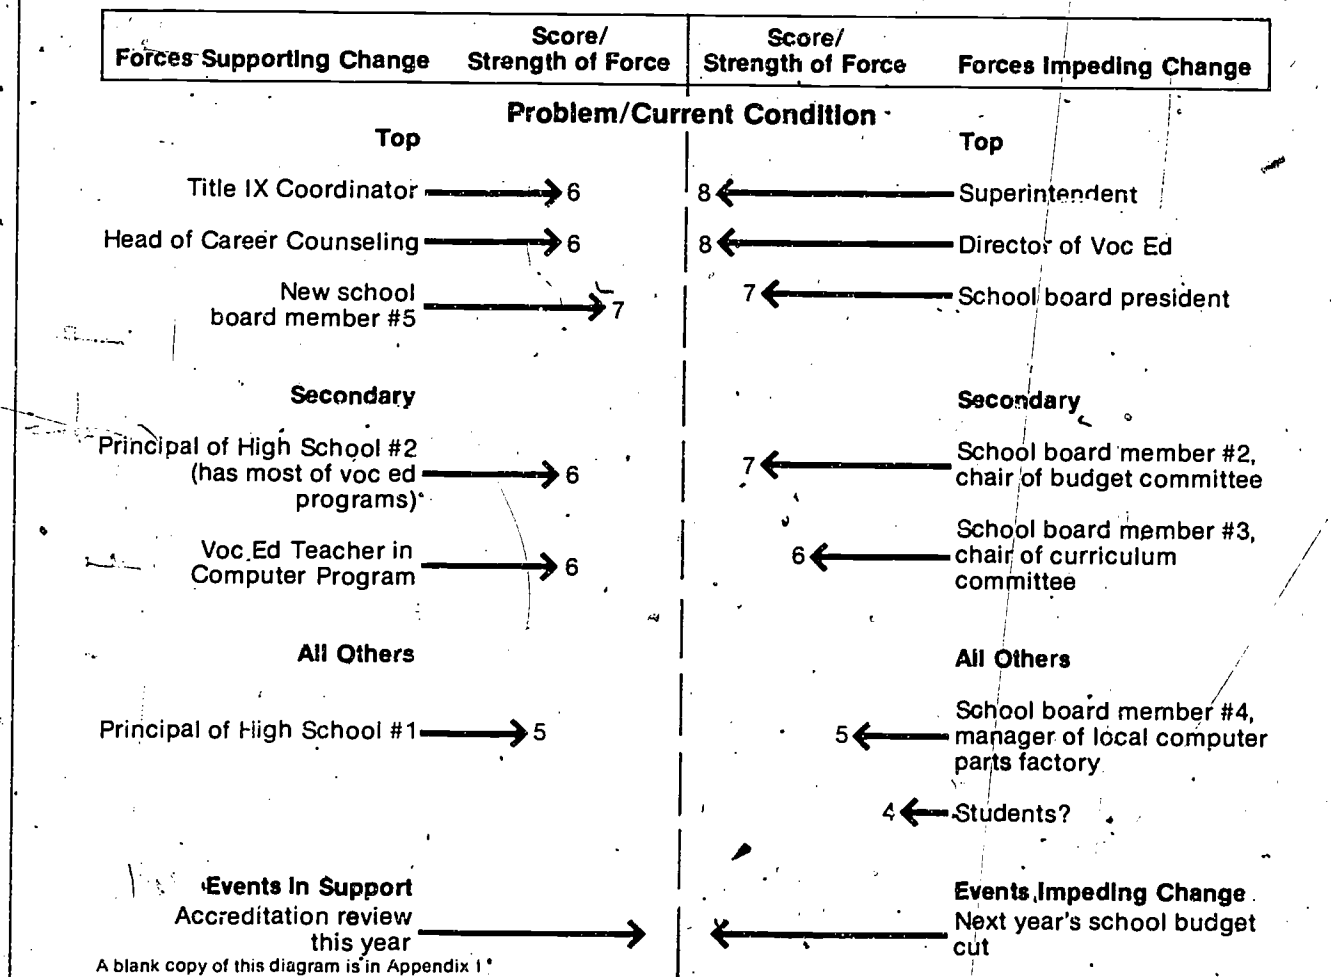 Score/ Score/
Forces Supporting Change Strength of Force Strength of Force Forces Impeding Change
Problem/Current Condition
Top Top
Title IX Coordinator 6 8 Superintendent
Head of Career Counseling 6 8 Director of Voc Ed
New school
board member #5 7 7 School board president
Secondary Secondary
Principal of High School #2
(has most of voc ed
programs) 6 7 School board member #2,
chair of budget committee
Voc Ed Teacher in
Computer Program 6 6 School board member #3,
chair of curriculum
committee
All Others All Others
Principal of High School #1 5 5 School board member #4,
manager of local computer
parts factory
4 Students?
Events in Support Events Impeding Change
Accreditation review
this year Next year's school budget
cut
A blank copy of this diagram is in Appendix I